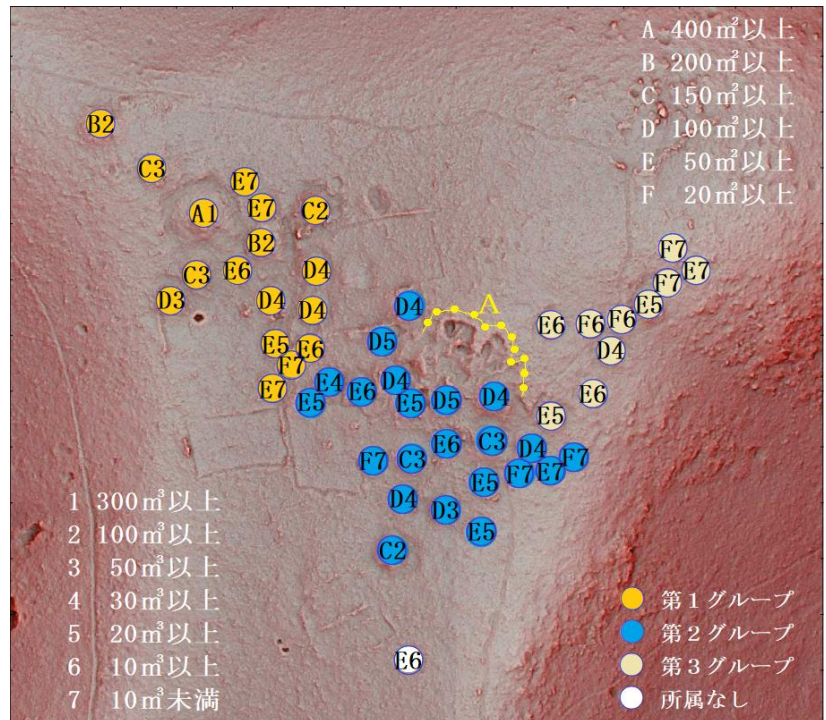 A 400㎡以上
B 200㎡以上
C 150㎡以上
D 100㎡以上
E 50㎡以上
F 20㎡以上
B2
C3
E7
E7
A1
C2
B2
C3
E6
D4
D3
D4
D4
E5
E6
F7
E7
D4
A
D5
D4
E4
E6
E5
E5
D5
D4
E6
C3
D4
F7
C3
F7
E7
F7
E5
D4
D3
E5
C2
F7
E7
F7
E5
E6
F6
F6
D4
E6
E5
E6
1 300㎥以上
2 100㎥以上
3 50㎥以上
4 30㎥以上
5 20㎥以上
6 10㎥以上
7 10㎥未満
第1グループ
第2グループ
第3グループ
所属なし